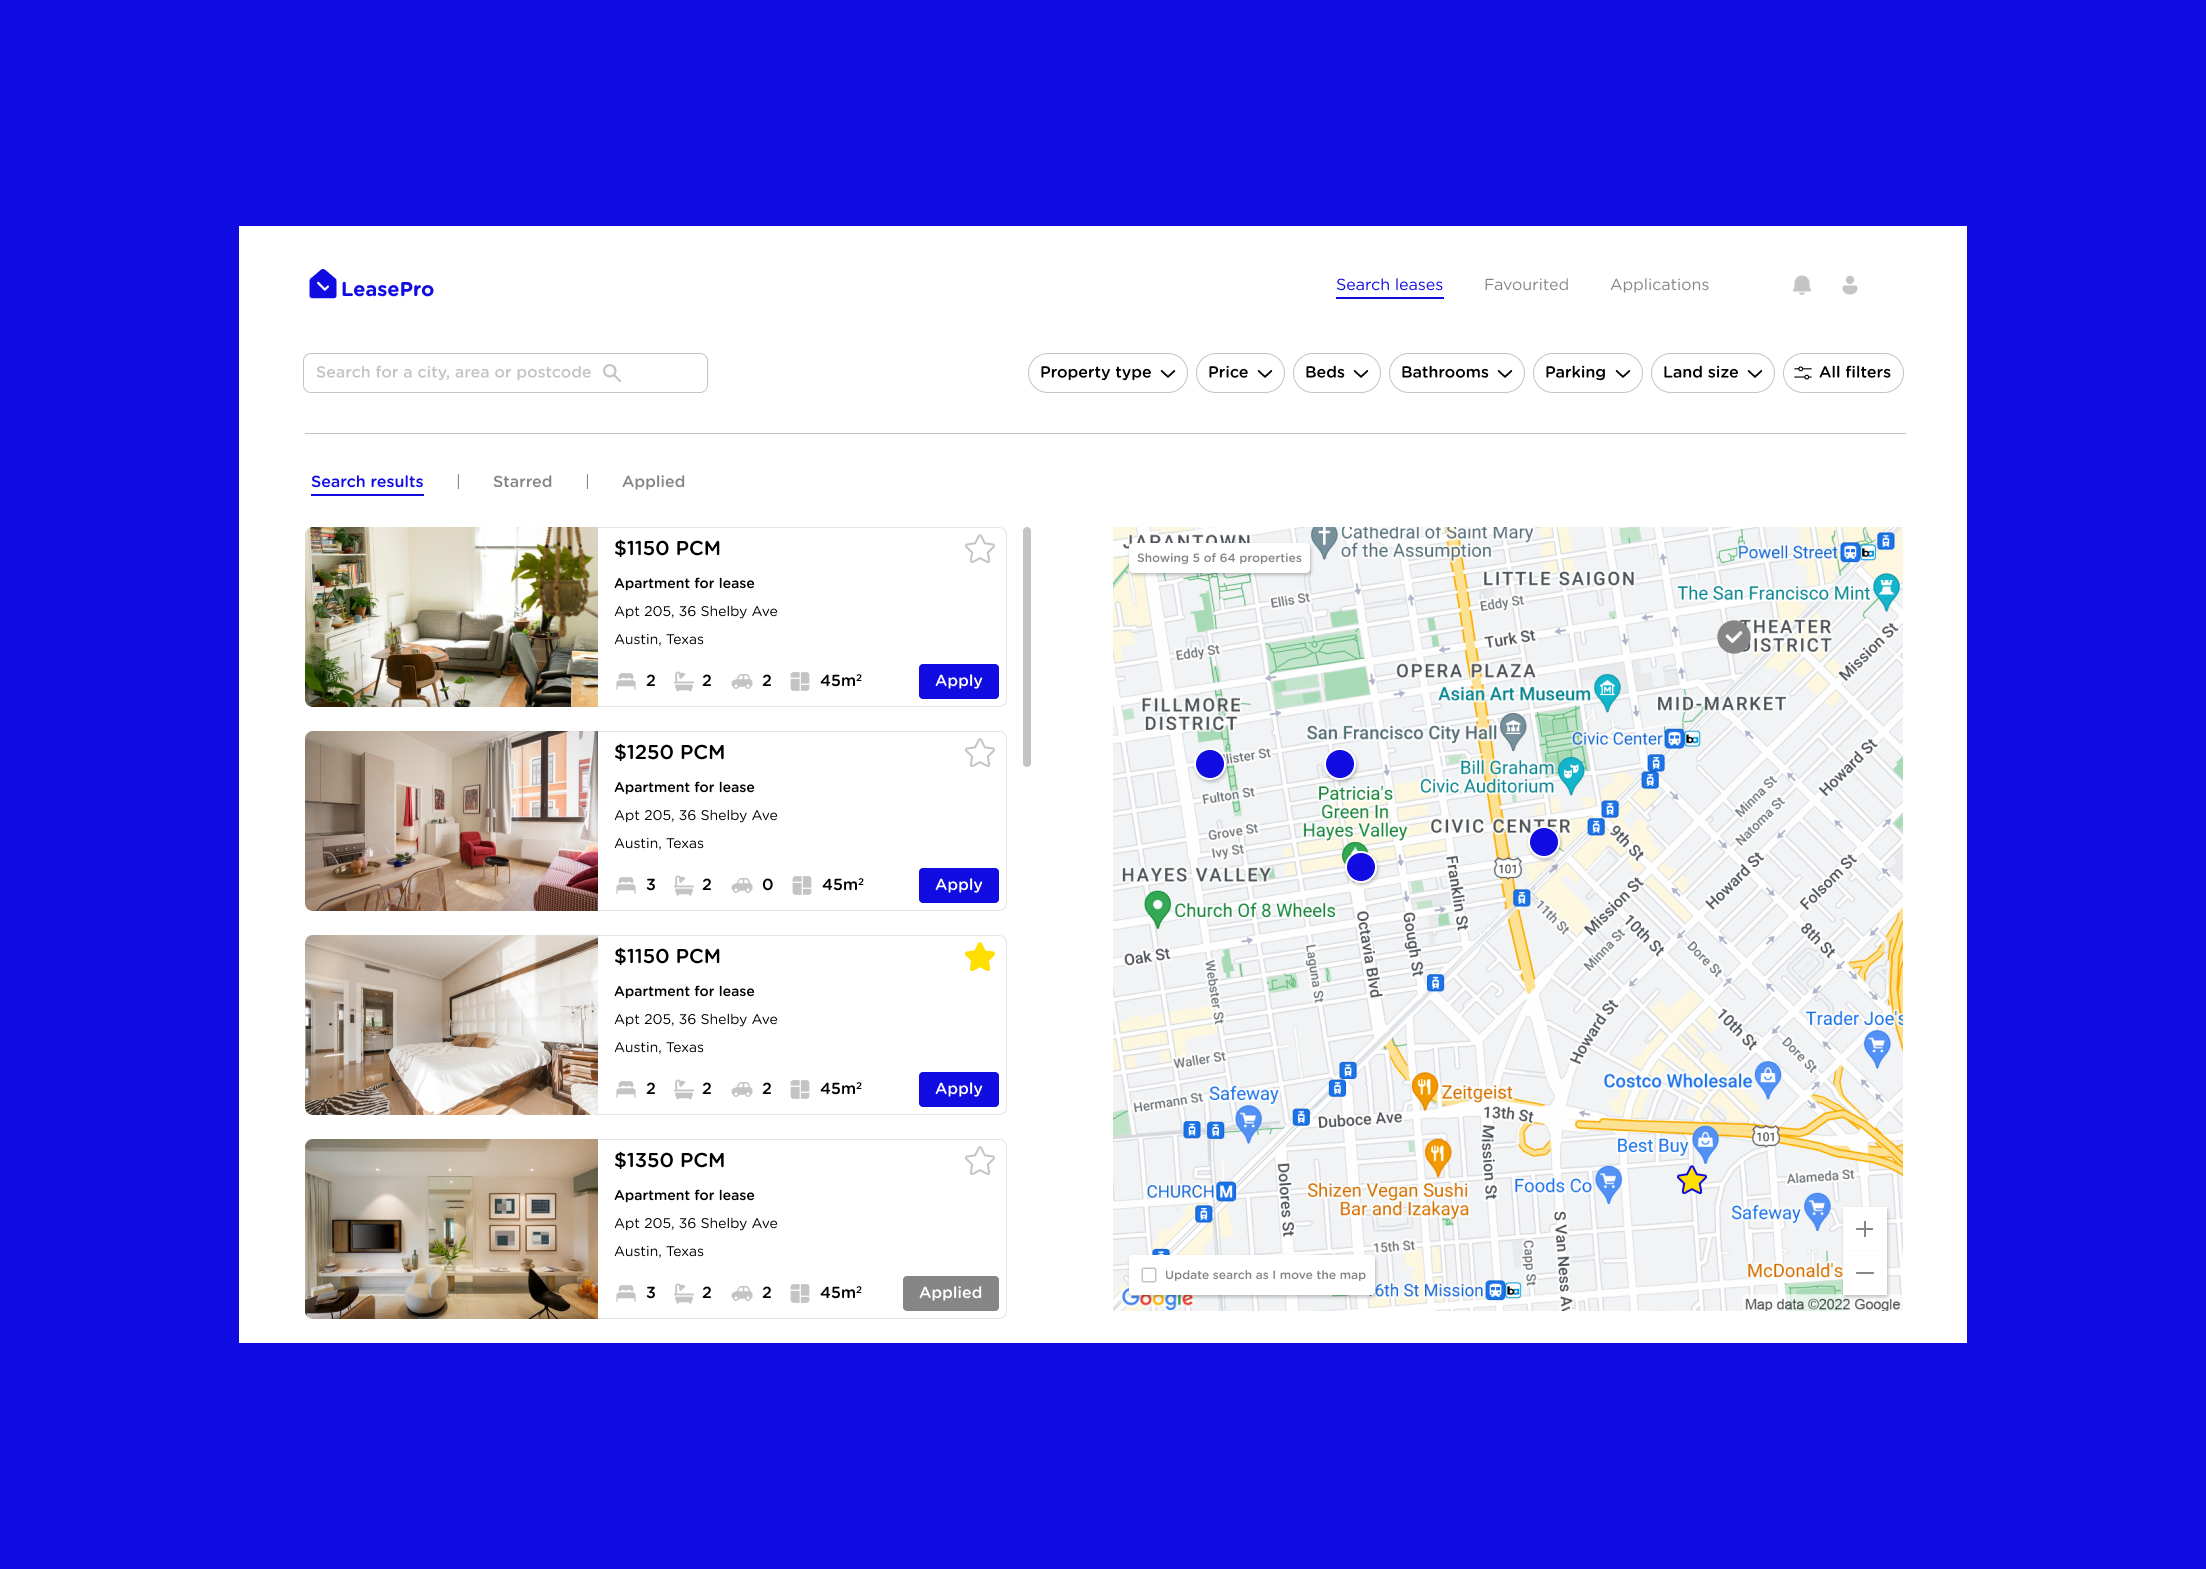 LeasePro
Search leases
Favourited
Applications
Search for a city, area or postcode
Property type
Price
Beds
Bathrooms
Parking
Land size
All filters
Search results | Starred | Applied
$1150 PCM
Apartment for lease
Apt 205, 36 Shelby Ave
Austin, Texas
2 2 2 45m²
Apply
$1250 PCM
Apartment for lease
Apt 205, 36 Shelby Ave
Austin, Texas
3 2 0 45m²
Apply
$1150 PCM
Apartment for lease
Apt 205, 36 Shelby Ave
Austin, Texas
2 2 2 45m²
Apply
$1350 PCM
Apartment for lease
Apt 205, 36 Shelby Ave
Austin, Texas
3 2 2 45m²
Applied
JAPANTOWN
Showing 5 of 64 properties
Cathedral of Saint Mary
of the Assumption
Powell Street
LITTLE SAIGON
The San Francisco Mint
Ellis St
Eddy St
THEATER
DISTRICT
Mission St
Turk St
Eddy St
OPERA PLAZA
Asian Art Museum
FILLMORE
DISTRICT
MID-MARKET
San Francisco City Hall
Civic Center
lister St
Bill Graham
Civic Auditorium
Howard St
Fulton St
Patricia's
Green In
Hayes Valley
Minna St
Natoma St
Grove St
CIVIC CENTER
9th St
Ivy St
HAYES VALLEY
Franklin St
101
Howard St
Folsom St
Church Of 8 Wheels
Octavia Blvd
Gough St
11th St
Mission St
10th St
8th St
Minna St
Dore St
Oak St
Laguna St
Webster St
Howard St
10th St
Trader Joe's
Dore St
Waller St
Costco Wholesale
Hermann St
Safeway
Zeitgeist
13th St
Duboce Ave
Mission St
Best Buy
101
Dolores St
Alameda St
CHURCH
M
Shizen Vegan Sushi
Bar and Izakaya
Foods Co
Safeway
S Van Ness Av
Capp St
15th St
McDonald's
Update search as I move the map
6th St Mission
Google
Map data ©2022 Google